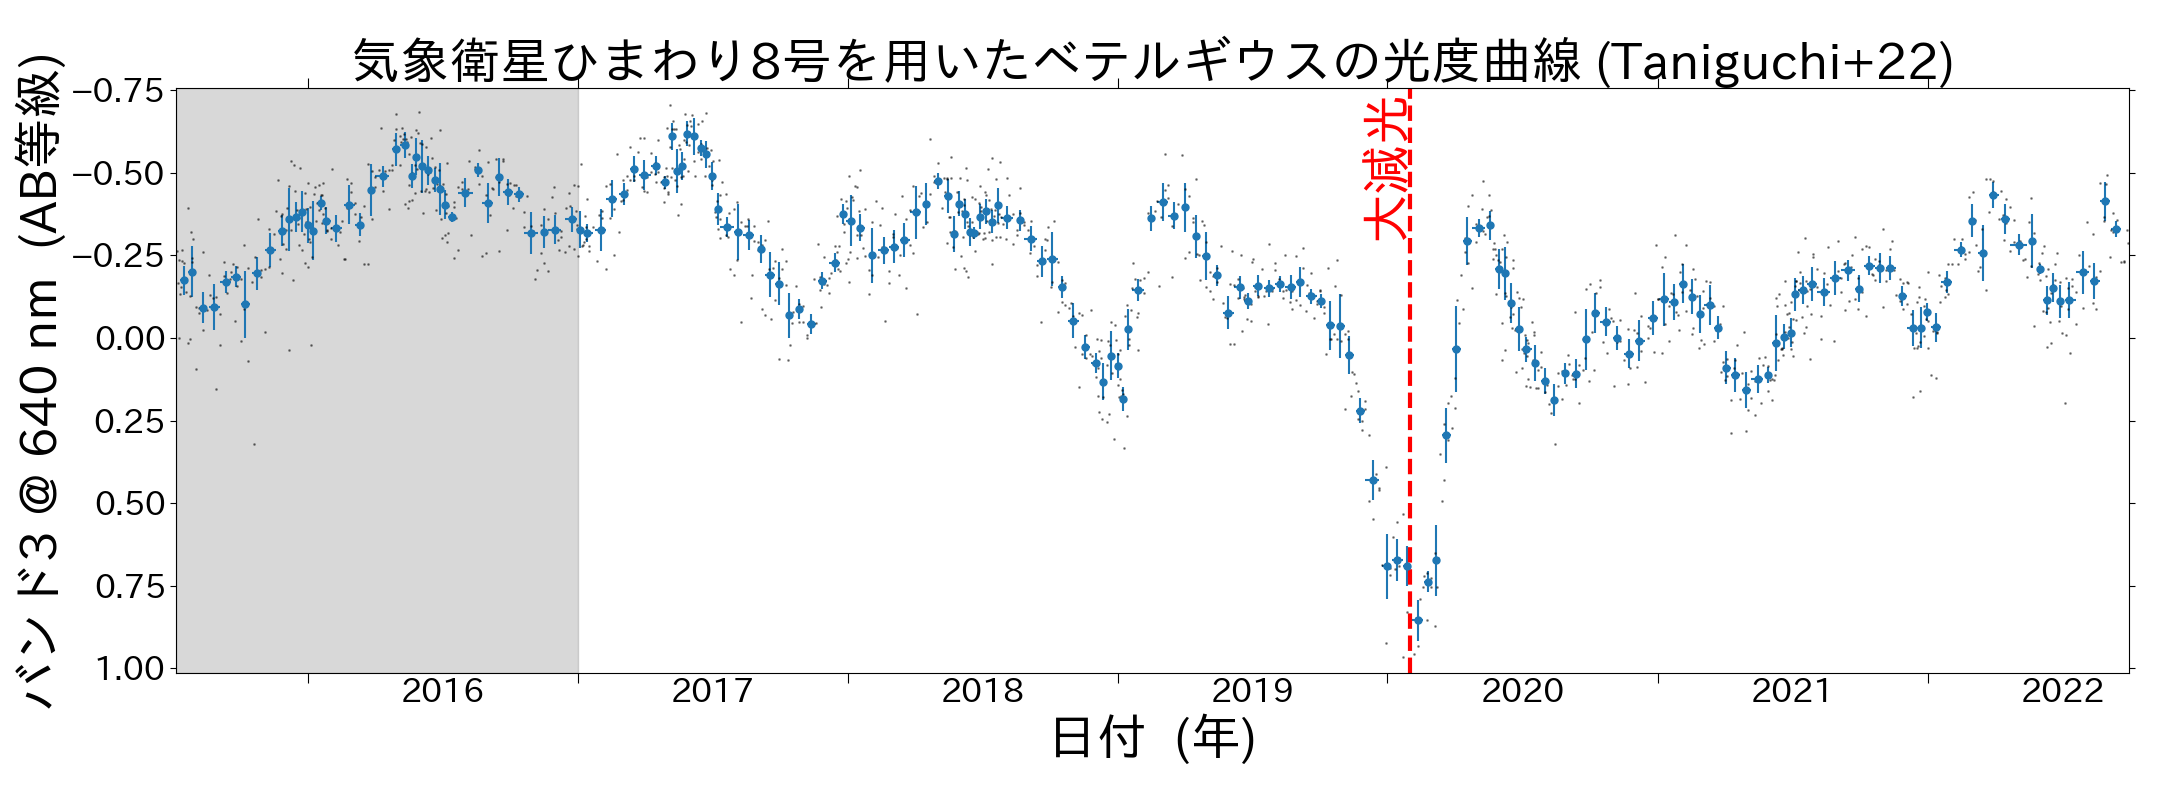 気象衛星ひまわり8号を用いたベテルギウスの光度曲線 (Taniguchi+22)
バンド3 @ 640 nm (AB等級)
−0.75
−0.50
−0.25
0.00
0.25
0.50
0.75
1.00
大減光
2016 2017 2018 2019 2020 2021 2022
日付 (年)